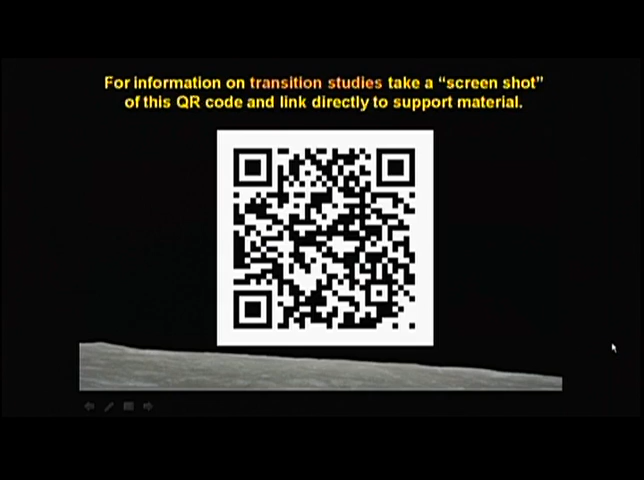 For information on transition studies take a “screen shot”
of this QR code and link directly to support material.